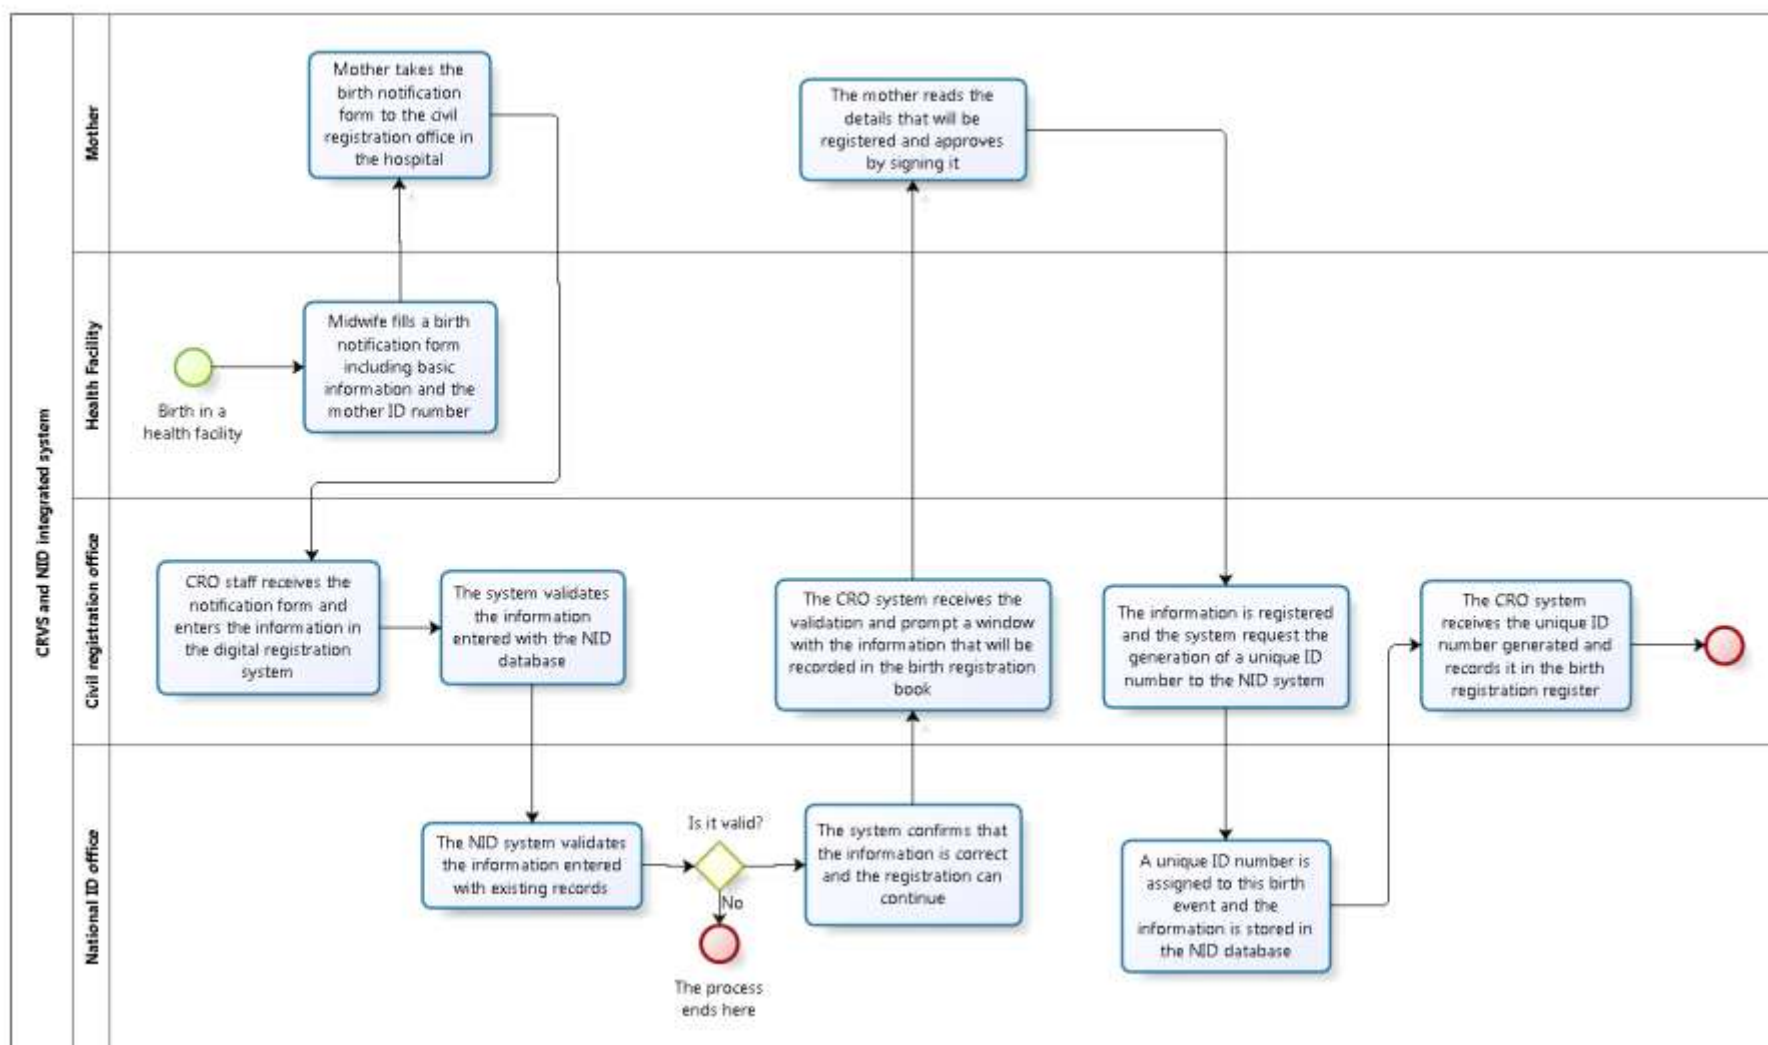 CRVS and NID integrated system
Mother
Mother takes the
birth notification
form to the civil
registration office in
the hospital
The mother reads the
details that will be
registered and approves
by signing it
Health Facility
Birth in a
health facility
Midwife fills a birth
notification form
including basic
information and the
mother ID number
Civil registration office
CRO staff receives the
notification form and
enters the information in
the digital registration
system
The system validates
the information
entered with the NID
database
The CRO system receives the
validation and prompt a window
with the information that will be
recorded in the birth registration
book
The information is registered
and the system request the
generation of a unique ID
number to the NID system
The CRO system
receives the unique ID
number generated and
records it in the birth
registration register
National ID office
The NID system validates
the information entered
with existing records
Is it valid?
No
The process
ends here
The system confirms that
the information is correct
and the registration can
continue
A unique ID number is
assigned to this birth
event and the
information is stored in
the NID database